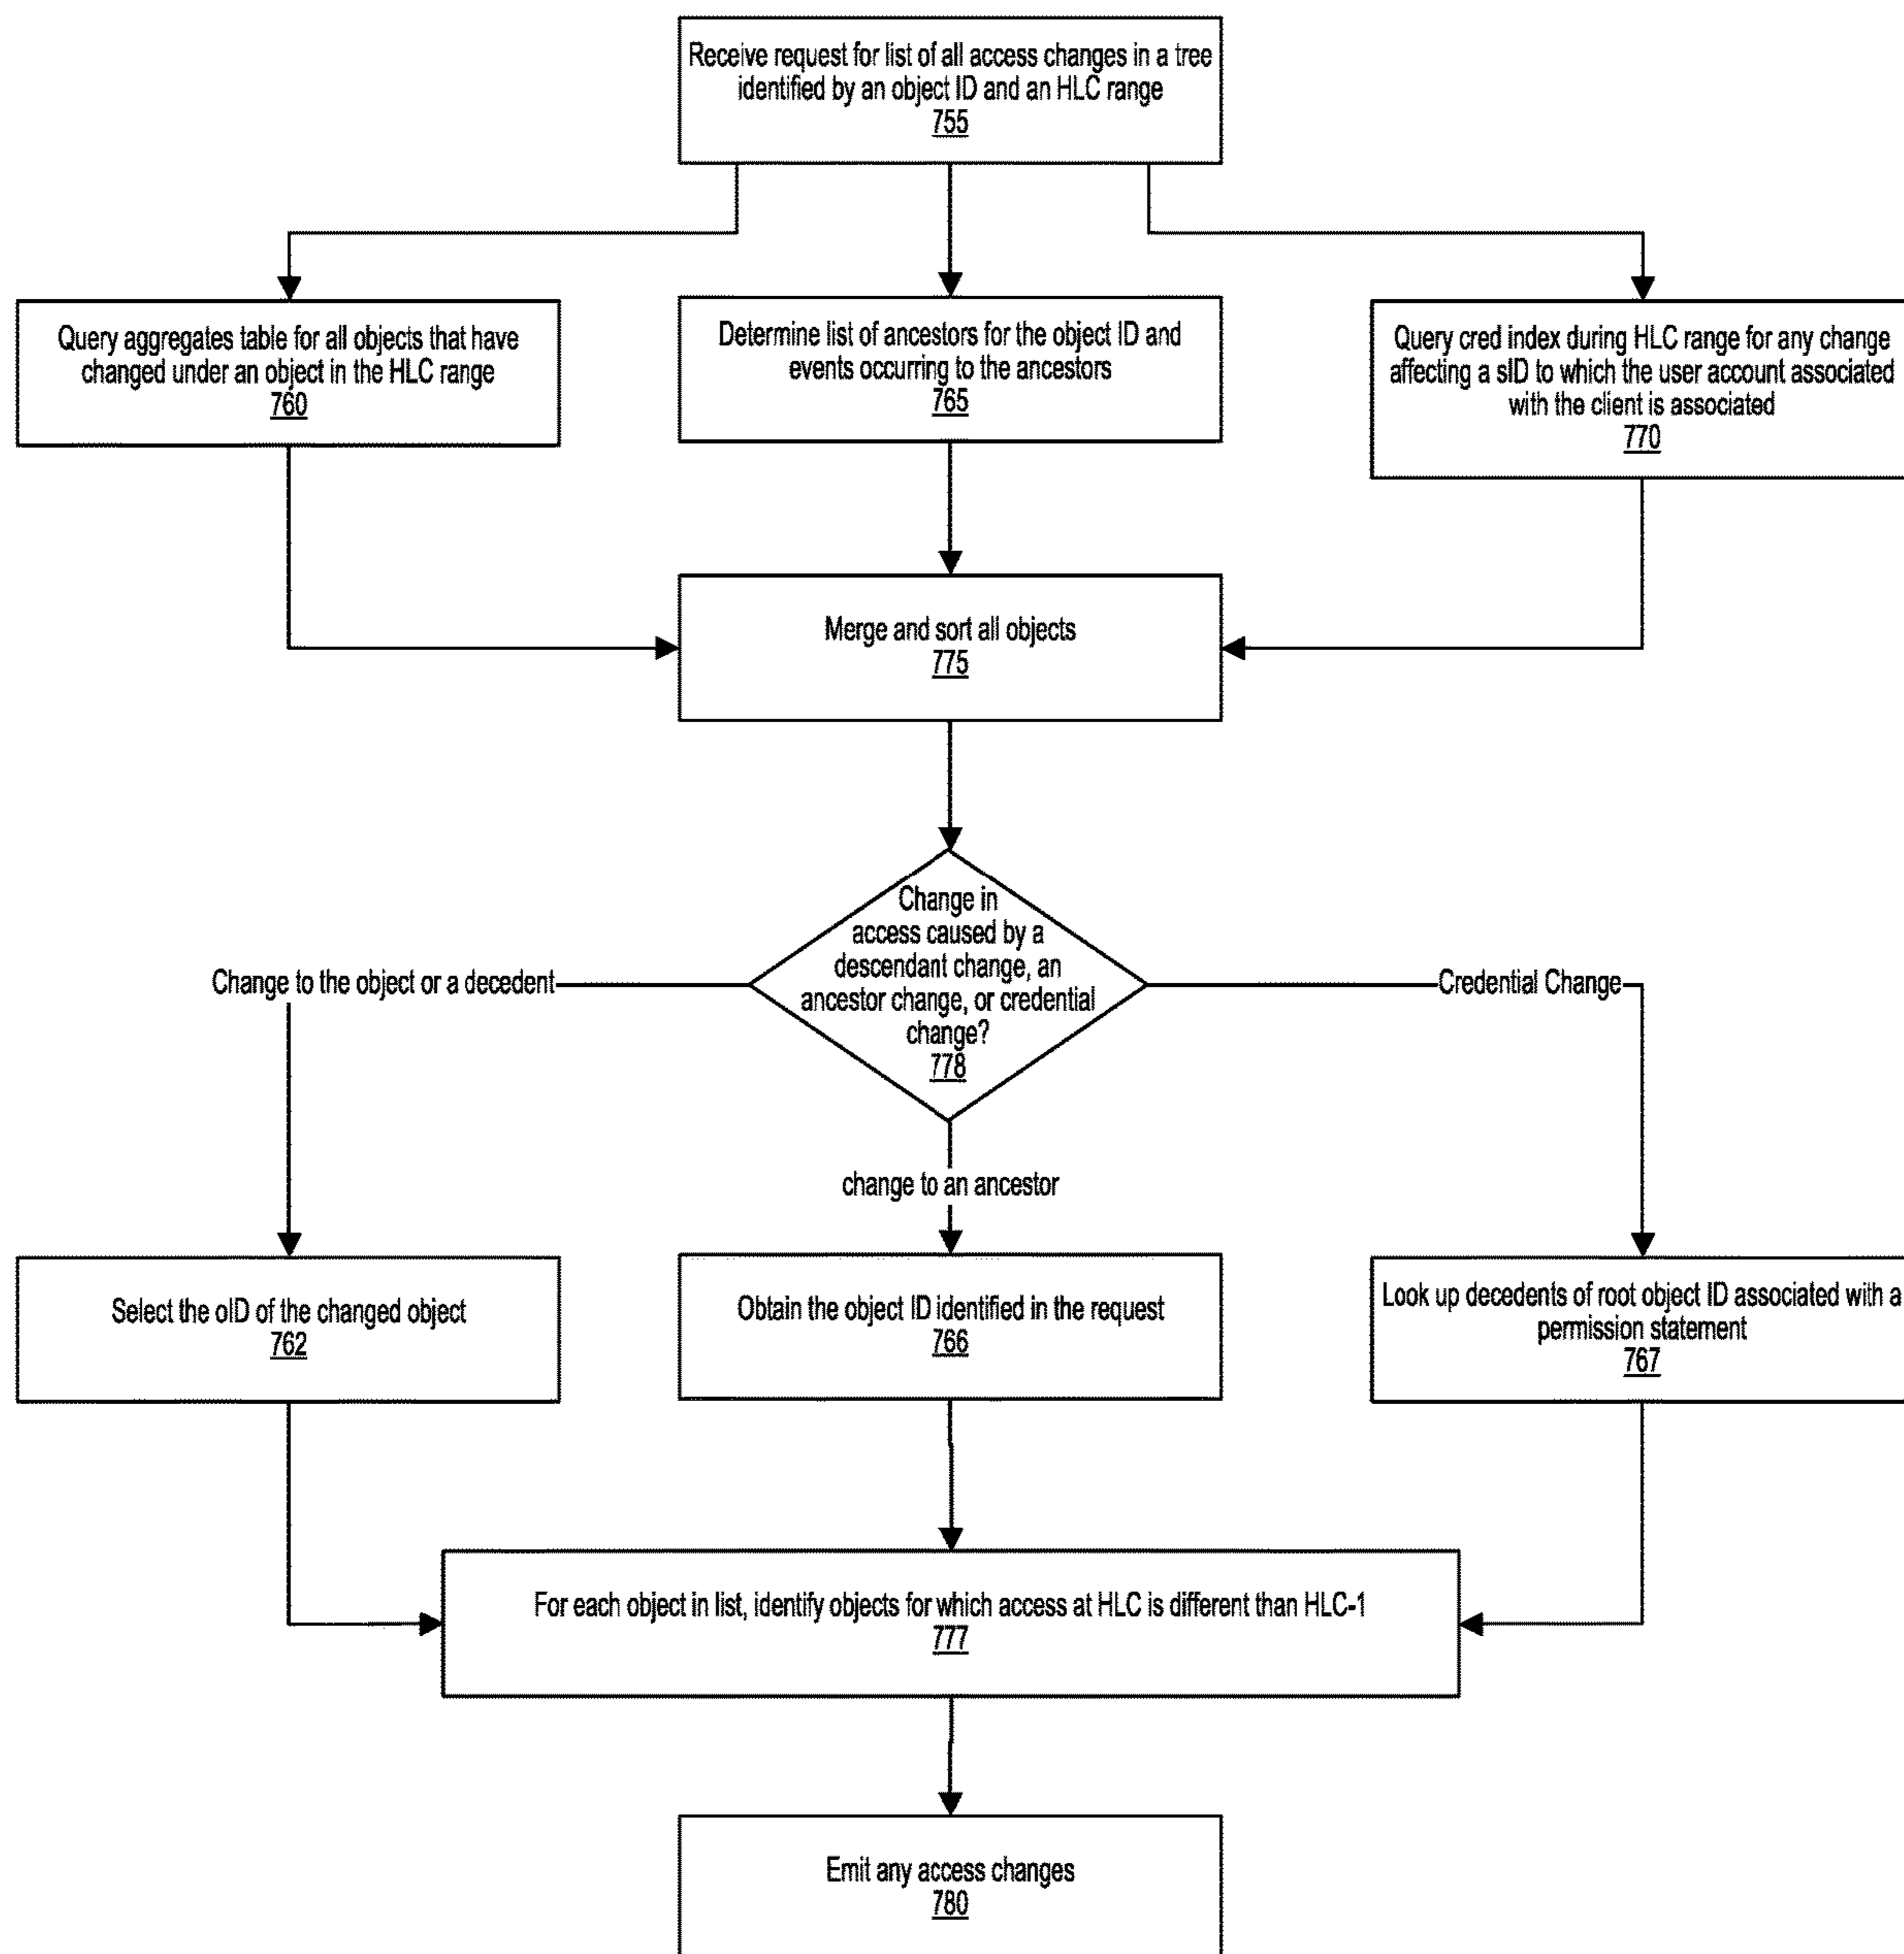 Receive request for list of all access changes in a tree
identified by an object ID and an HLC range
755
Query aggregates table for all objects that have
changed under an object in the HLC range
760
Determine list of ancestors for the object ID and
events occurring to the ancestors
765
Query cred index during HLC range for any change
affecting a sID to which the user account associated
with the client is associated
770
Merge and sort all objects
775
Change in
access caused by a
descendant change, an
ancestor change, or credential
change?
778
Change to the object or a decedent
change to an ancestor
Credential Change
Select the oID of the changed object
762
Obtain the object ID identified in the request
766
Look up decedents of root object ID associated with a
permission statement
767
For each object in list, identify objects for which access at HLC is different than HLC-1
777
Emit any access changes
780